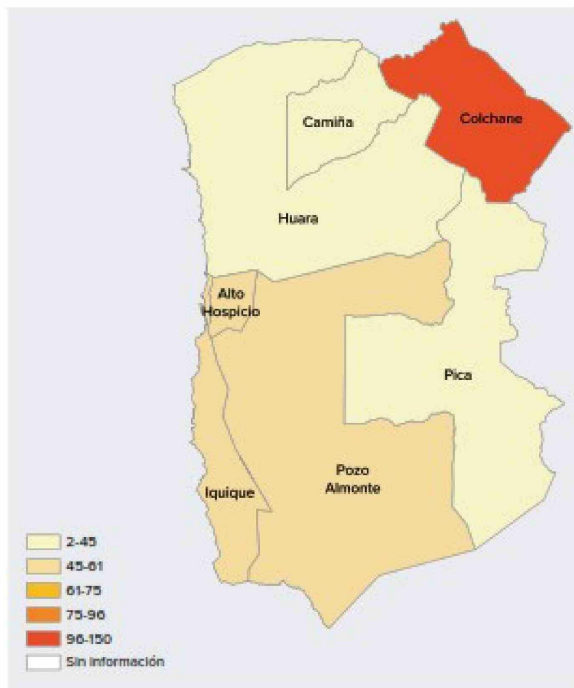 Camiña
Colchane
Huara
Alto
Hospicio
Pica
Pozo
Almonte
Iquique
2-45
45-61
61-75
75-96
96-150
Sin información